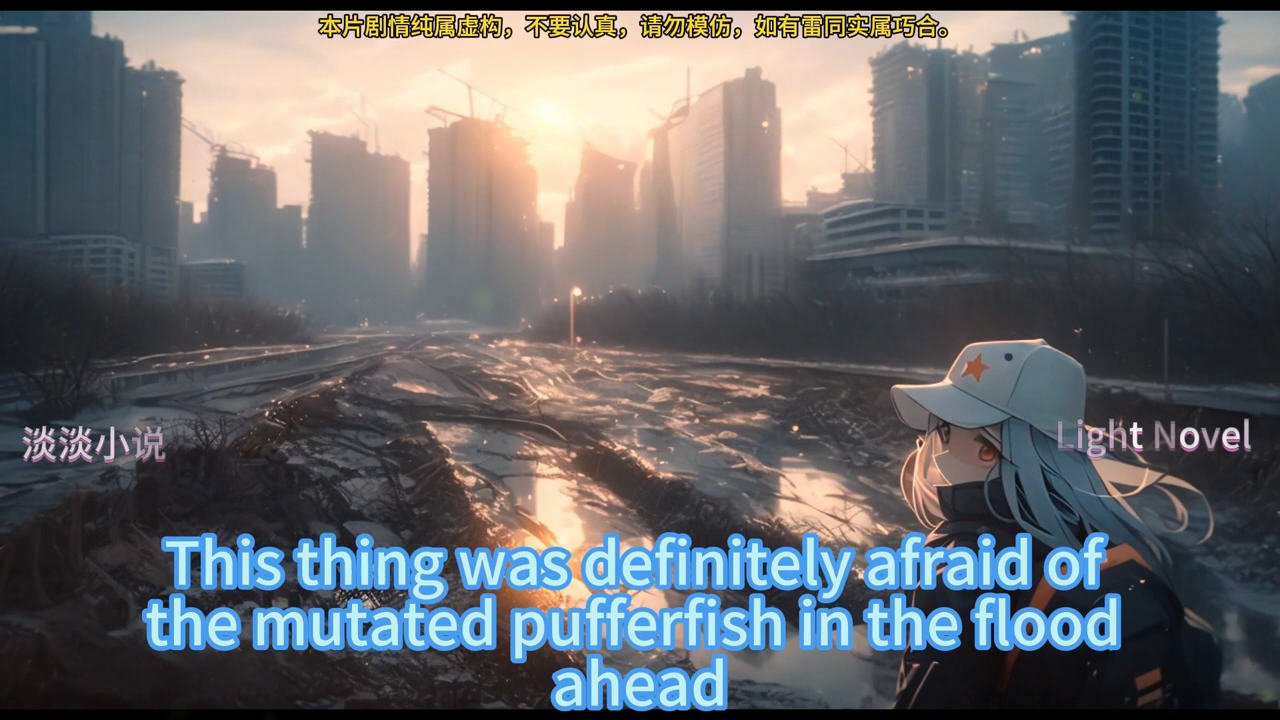 本片剧情纯属虚构，不要认真，请勿模仿，如有雷同实属巧合。
淡淡小说
Light Novel
This thing was definitely afraid of
the mutated pufferfish in the flood
ahead